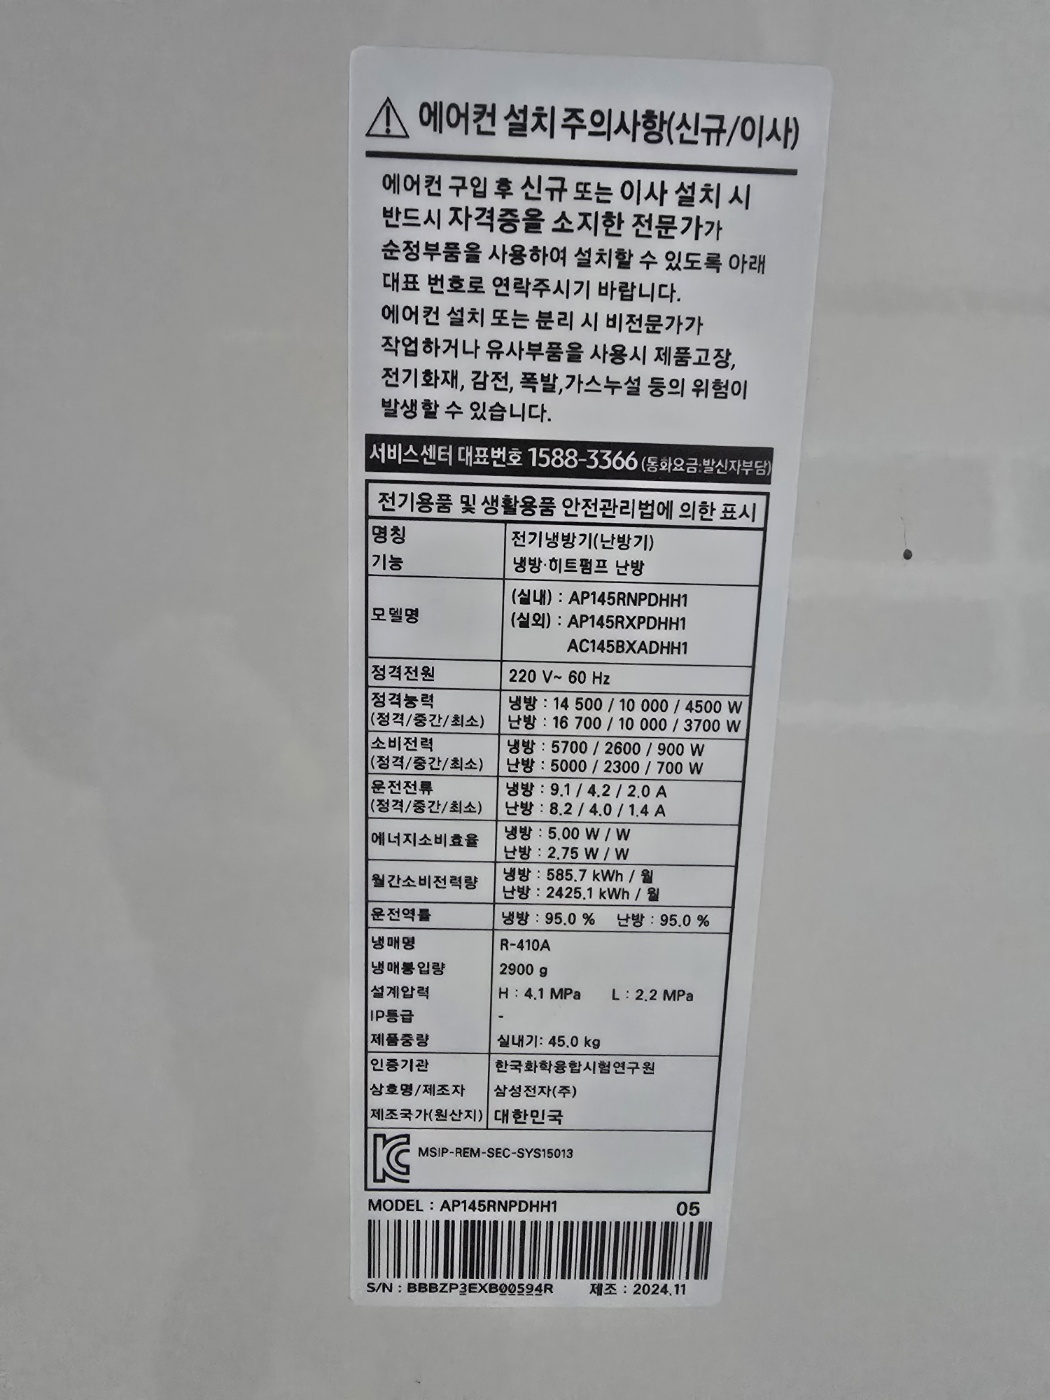 ⚠ 에어컨 설치 주의사항(신규/이사)
에어컨 구입 후 신규 또는 이사 설치 시
반드시 자격증을 소지한 전문가가
순정부품을 사용하여 설치할 수 있도록 아래
대표 번호로 연락주시기 바랍니다.
에어컨 설치 또는 분리 시 비전문가가
작업하거나 유사부품을 사용시 제품고장,
전기화재, 감전, 폭발,가스누설 등의 위험이
발생할 수 있습니다.
서비스센터 대표번호 1588-3366 (통화요금:발신자부담)
전기용품 및 생활용품 안전관리법에 의한 표시
명칭 전기냉방기(난방기)
기능 냉방·히트펌프 난방
모델명 (실내) : AP145RNPDHH1
(실외) : AP145RXPDHH1
AC145BXADHH1
정격전원 220 V~ 60 Hz
정격능력 냉방 : 14 500 / 10 000 / 4500 W
(정격/중간/최소) 난방 : 16 700 / 10 000 / 3700 W
소비전력 냉방 : 5700 / 2600 / 900 W
(정격/중간/최소) 난방 : 5000 / 2300 / 700 W
운전전류 냉방 : 9.1 / 4.2 / 2.0 A
(정격/중간/최소) 난방 : 8.2 / 4.0 / 1.4 A
에너지소비효율 냉방 : 5.00 W / W
난방 : 2.75 W / W
월간소비전력량 냉방 : 585.7 kWh / 월
난방 : 2425.1 kWh / 월
운전역률 냉방 : 95.0 % 난방 : 95.0 %
냉매명 R-410A
냉매봉입량 2900 g
설계압력 H : 4.1 MPa L : 2.2 MPa
IP등급 -
제품중량 실내기: 45.0 kg
인증기관 한국화학융합시험연구원
상호명/제조자 삼성전자(주)
제조국가(원산지) 대한민국
KC MSIP-REM-SEC-SYS15013
MODEL : AP145RNPDHH1 05
S/N : BBBZP3EXB00594R 제조 : 2024.11